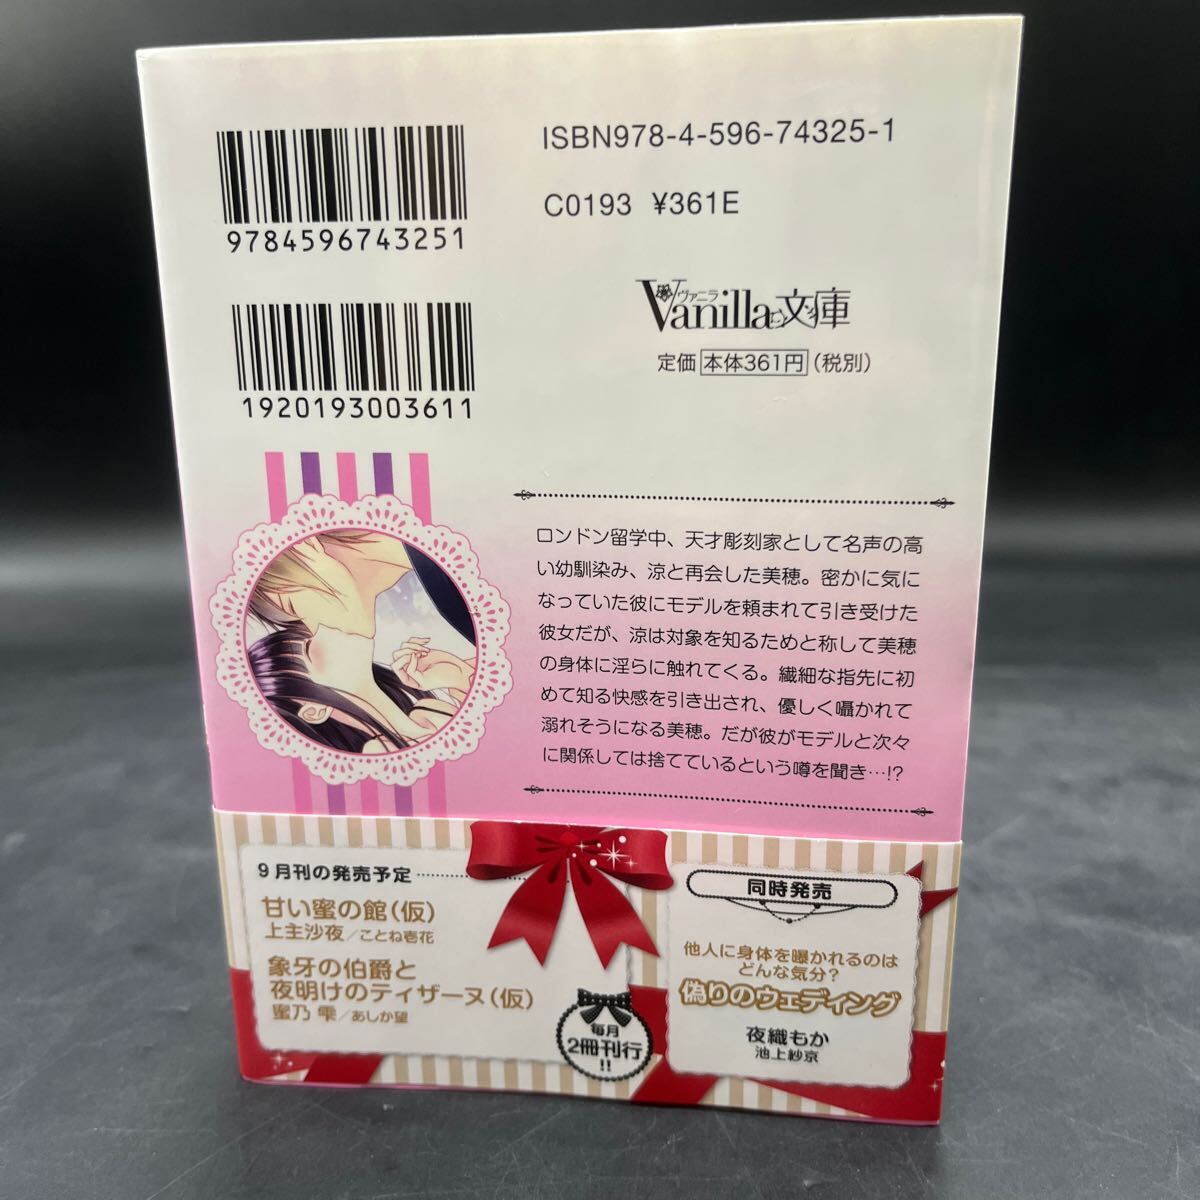 ISBN978-4-596-74325-1
C0193 ¥361E
9784596743251
1920193003611
ヴァニラ
Vanilla文庫
定価 本体361円 (税別)
ロンドン留学中、天才彫刻家として名声の高
い幼馴染み、涼と再会した美穂。密かに気に
なっていた彼にモデルを頼まれて引き受けた
彼女だが、涼は対象を知るためと称して美穂
の身体に淫らに触れてくる。繊細な指先に初
めて知る快感を引き出され、優しく囁かれて
溺れそうになる美穂。だが彼がモデルと次々
に関係しては捨てているという噂を聞き…!?
9月刊の発売予定
甘い蜜の館(仮)
上主沙夜/ことね壱花
象牙の伯爵と
夜明けのティザーヌ(仮)
蜜乃 雫/あしか望
毎月
2冊刊行
!!
同時発売
他人に身体を曝かれるのは
どんな気分?
偽りのウェディング
夜織もか
池上紗京